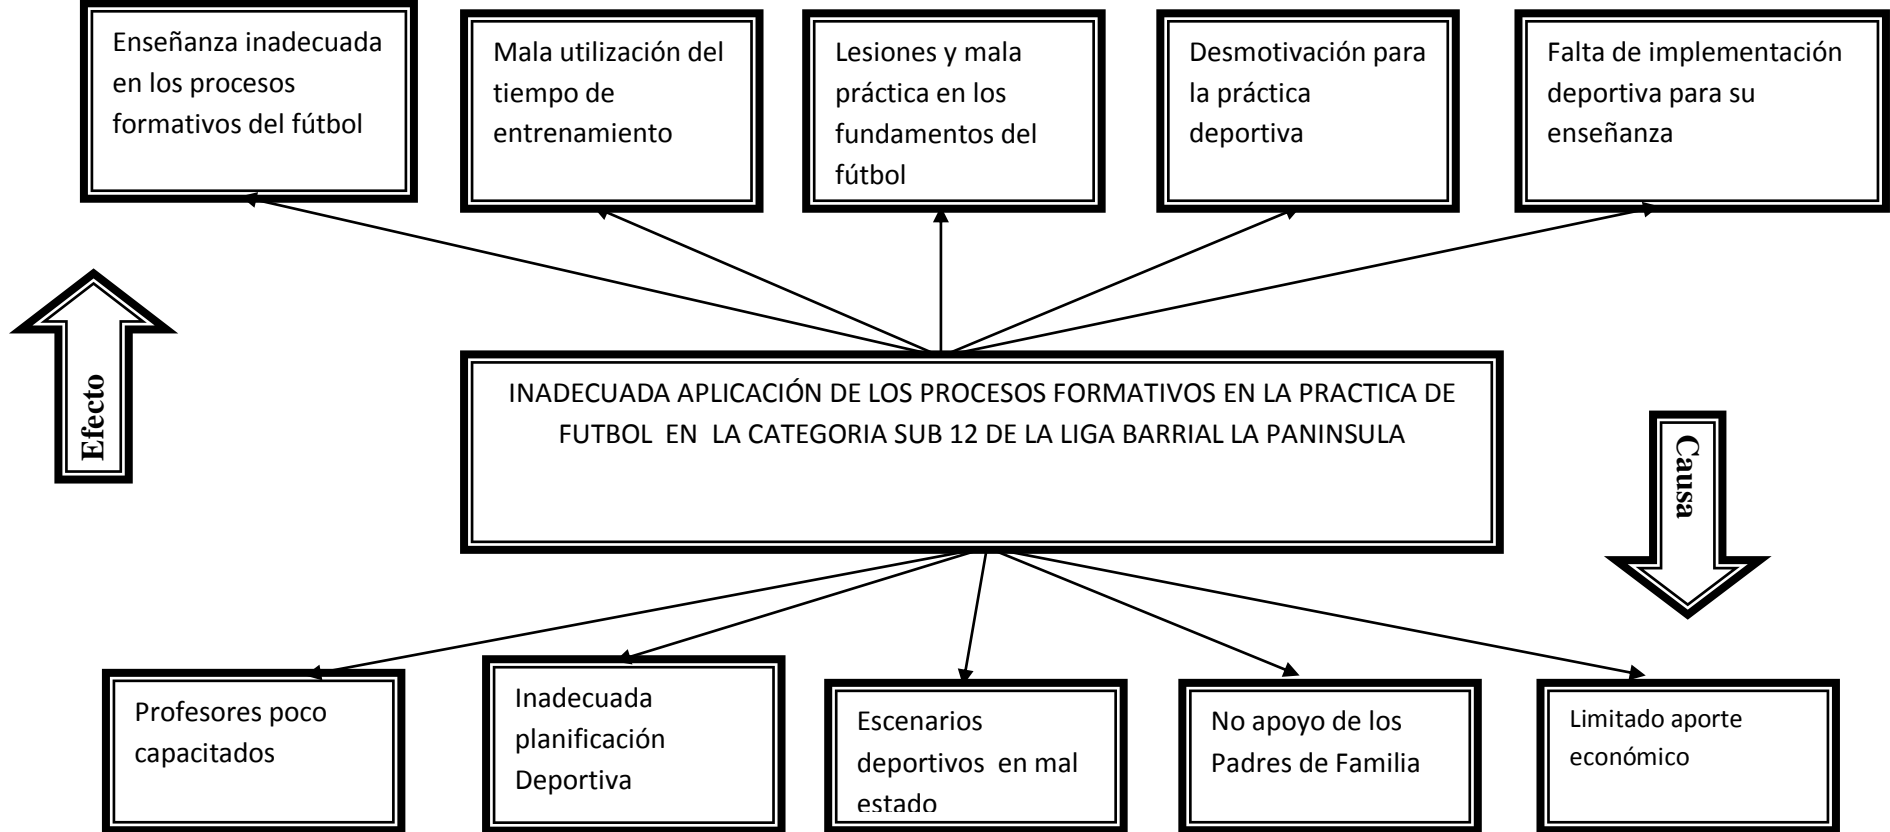 Enseñanza inadecuada
en los procesos
formativos del fútbol
Mala utilización del
tiempo de
entrenamiento
Lesiones y mala
práctica en los
fundamentos del
fútbol
Desmotivación para
la práctica
deportiva
Falta de implementación
deportiva para su
enseñanza
Efecto
INADECUADA APLICACIÓN DE LOS PROCESOS FORMATIVOS EN LA PRACTICA DE
FUTBOL EN LA CATEGORIA SUB 12 DE LA LIGA BARRIAL LA PANINSULA
Causa
Profesores poco
capacitados
Inadecuada
planificación
Deportiva
Escenarios
deportivos en mal
estado
No apoyo de los
Padres de Familia
Limitado aporte
económico